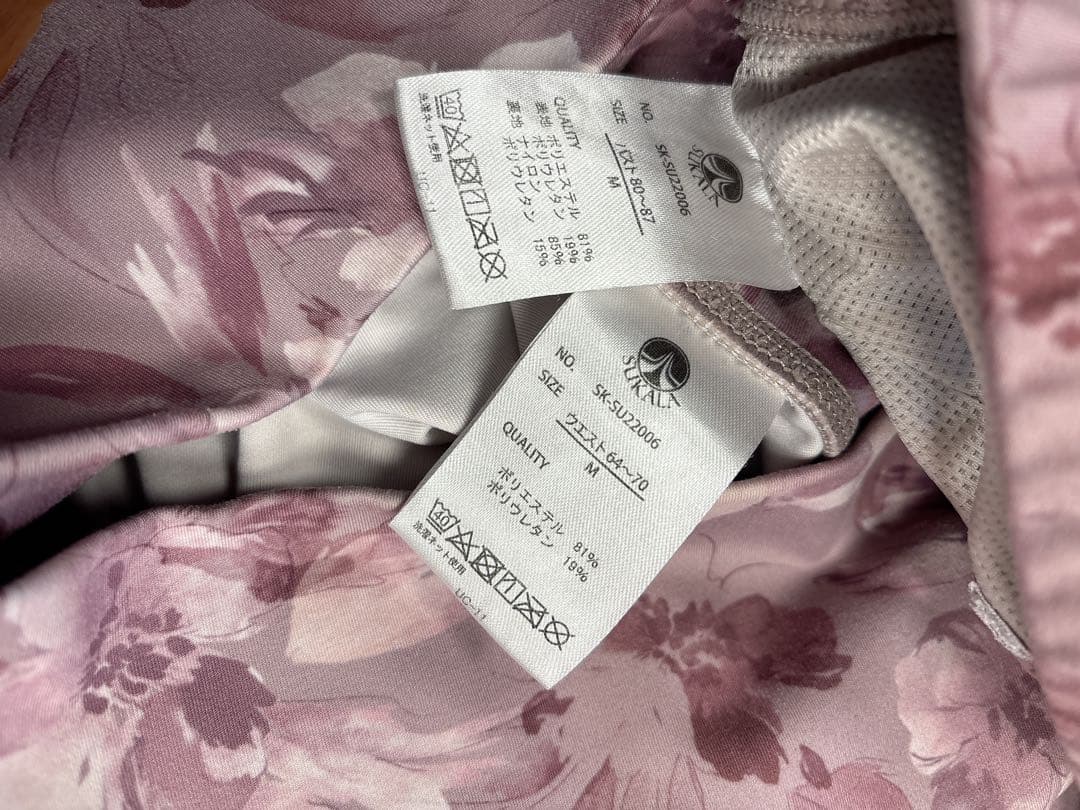 SUKALA
NO. SK-SU22006
SIZE バスト80〜87
M
QUALITY
表地 ポリエステル 81%
ポリウレタン 19%
裏地 ナイロン 85%
ポリウレタン 15%
40
洗濯ネット使用
UC-11
SUKALA
NO. SK-SU22006
SIZE ウエスト64〜70
M
QUALITY
ポリエステル 81%
ポリウレタン 19%
40
洗濯ネット使用
UC-11